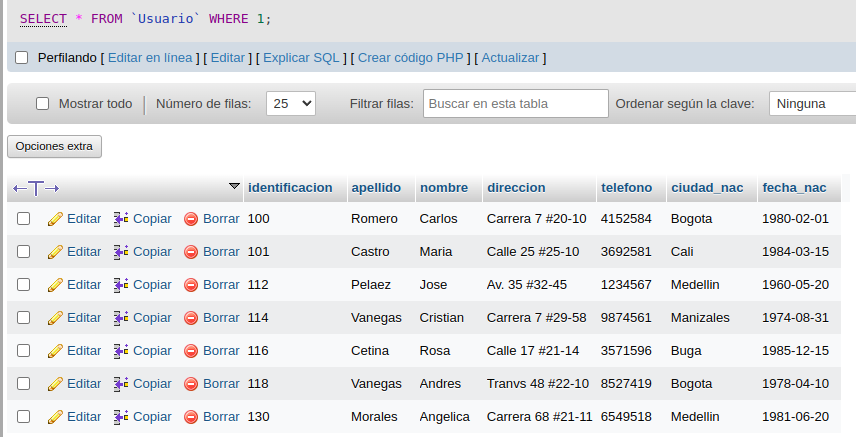 SELECT * FROM `Usuario` WHERE 1;
Perfilando [ Editar en línea ] [ Editar ] [ Explicar SQL ] [ Crear código PHP ] [ Actualizar ]
Mostrar todo Número de filas: 25 Filtrar filas: Buscar en esta tabla Ordenar según la clave: Ninguna
Opciones extra
identificacion apellido nombre direccion telefono ciudad_nac fecha_nac
Editar Copiar Borrar 100 Romero Carlos Carrera 7 #20-10 4152584 Bogota 1980-02-01
Editar Copiar Borrar 101 Castro Maria Calle 25 #25-10 3692581 Cali 1984-03-15
Editar Copiar Borrar 112 Pelaez Jose Av. 35 #32-45 1234567 Medellin 1960-05-20
Editar Copiar Borrar 114 Vanegas Cristian Carrera 7 #29-58 9874561 Manizales 1974-08-31
Editar Copiar Borrar 116 Cetina Rosa Calle 17 #21-14 3571596 Buga 1985-12-15
Editar Copiar Borrar 118 Vanegas Andres Tranvs 48 #22-10 8527419 Bogota 1978-04-10
Editar Copiar Borrar 130 Morales Angelica Carrera 68 #21-11 6549518 Medellin 1981-06-20